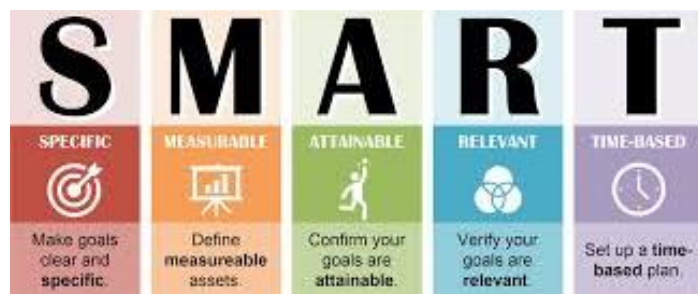 S M A R T
SPECIFIC
Make goals
clear and
specific.
MEASURABLE
Define
measureable
assets.
ATTAINABLE
Confirm your
goals are
attainable.
RELEVANT
Verify your
goals are
relevant.
TIME-BASED
Set up a time-
based plan.